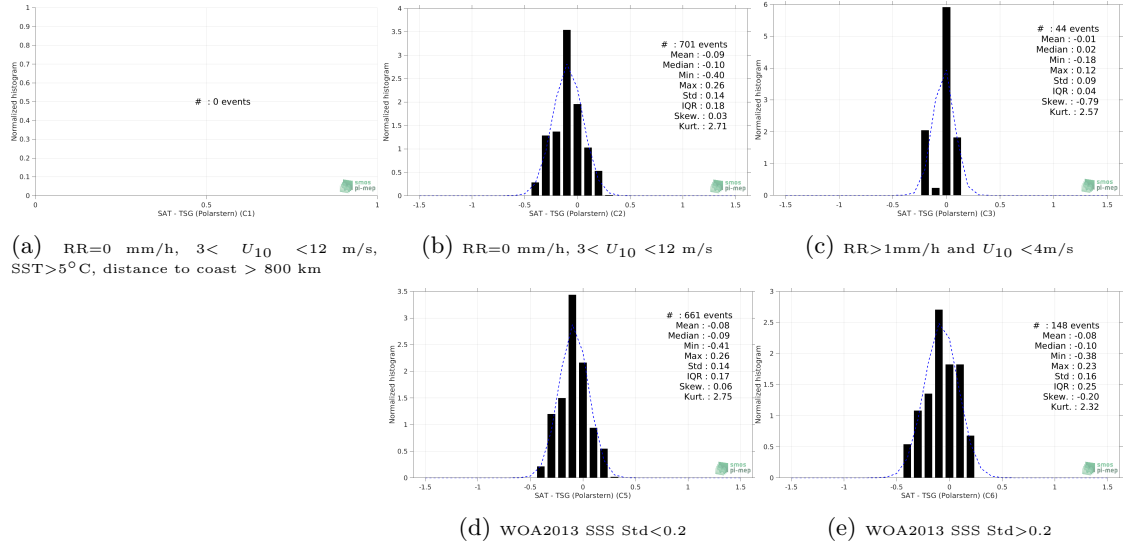 1
0.9
0.8
0.7
0.6
0.5
0.4
0.3
0.2
0.1
0
Normalized histogram
# : 0 events
0 0.5 1
SAT - TSG (Polarstern) (C1)
smos
pi-mep
(a) RR=0 mm/h, 3< U10 <12 m/s,
SST>5°C, distance to coast > 800 km
4
3.5
3
2.5
2
1.5
1
0.5
0
Normalized histogram
# : 701 events
Mean : -0.09
Median : -0.10
Min : -0.40
Max : 0.26
Std : 0.14
IQR : 0.18
Skew. : 0.03
Kurt. : 2.71
-1.5 -1 -0.5 0 0.5 1 1.5
SAT - TSG (Polarstern) (C2)
smos
pi-mep
(b) RR=0 mm/h, 3< U10 <12 m/s
6
5
4
3
2
1
0
Normalized histogram
# : 44 events
Mean : -0.01
Median : 0.02
Min : -0.18
Max : 0.12
Std : 0.09
IQR : 0.04
Skew. : -0.79
Kurt. : 2.57
-1.5 -1 -0.5 0 0.5 1 1.5
SAT - TSG (Polarstern) (C3)
smos
pi-mep
(c) RR>1mm/h and U10 <4m/s
3.5
3
2.5
2
1.5
1
0.5
0
Normalized histogram
# : 661 events
Mean : -0.08
Median : -0.09
Min : -0.41
Max : 0.26
Std : 0.14
IQR : 0.17
Skew. : 0.06
Kurt. : 2.75
-1.5 -1 -0.5 0 0.5 1 1.5
SAT - TSG (Polarstern) (C5)
smos
pi-mep
(d) WOA2013 SSS Std<0.2
3
2.5
2
1.5
1
0.5
0
Normalized histogram
# : 148 events
Mean : -0.08
Median : -0.10
Min : -0.38
Max : 0.23
Std : 0.16
IQR : 0.25
Skew. : -0.20
Kurt. : 2.32
-1.5 -1 -0.5 0 0.5 1 1.5
SAT - TSG (Polarstern) (C6)
smos
pi-mep
(e) WOA2013 SSS Std>0.2